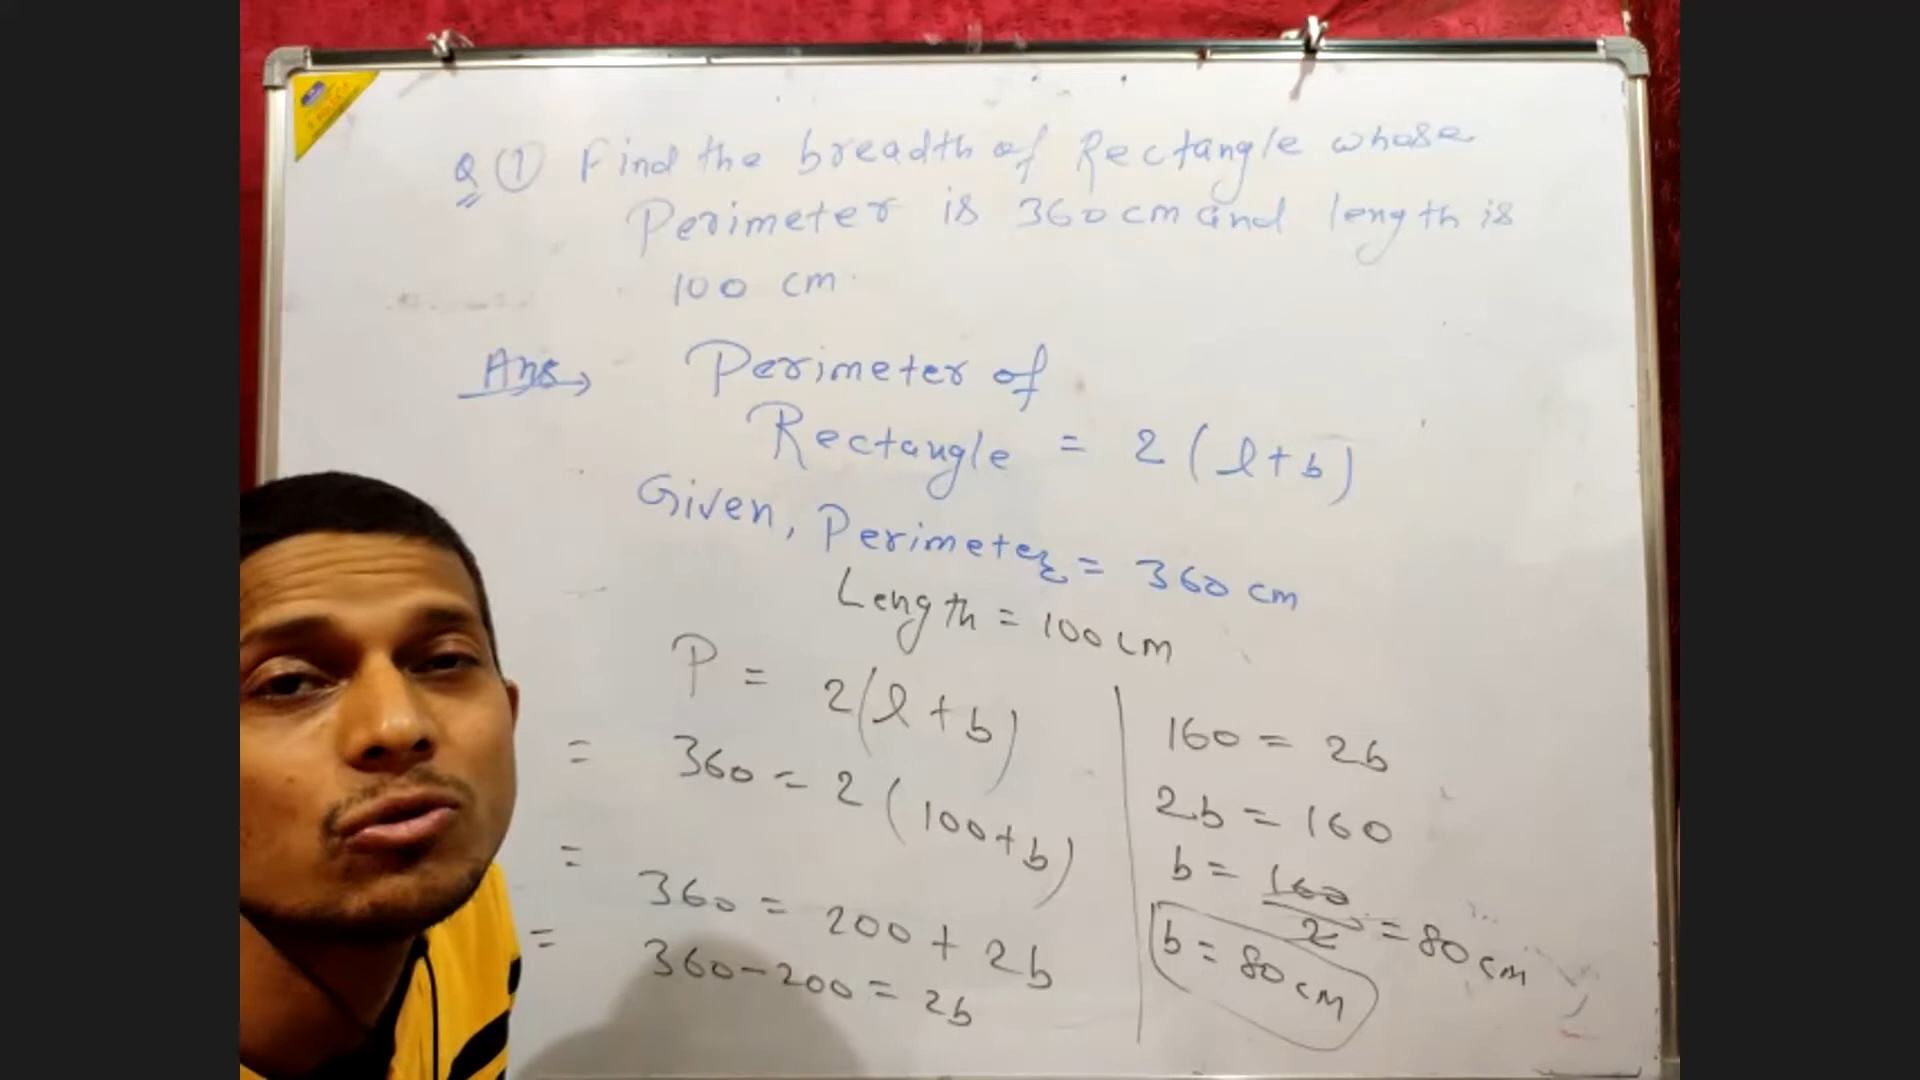 Q ① Find the breadth of Rectangle whose
Perimeter is 360 cm and length is
100 cm.
Ans→ Perimeter of
Rectangle = 2 (l+b)
Given, Perimeter = 360 cm
Length = 100 cm
P = 2(l+b)
= 360 = 2 (100+b)
= 360 = 200 + 2b
= 360-200 = 2b
160 = 2b
2b = 160
b = 160/2 = 80 cm
b = 80 cm